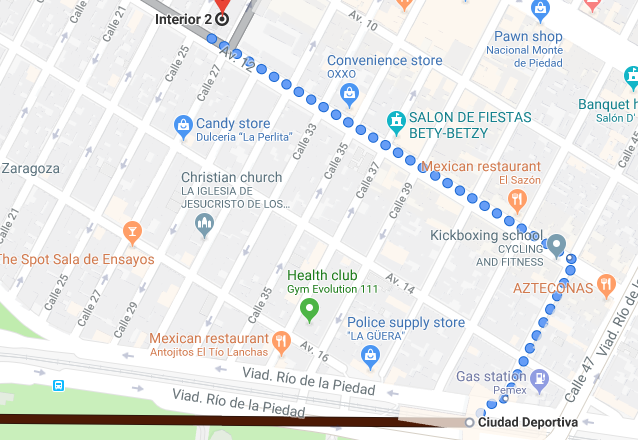 Interior 2
Av. 10
Pawn shop
Nacional Monte
de Piedad
Calle 25
Calle 27
Av. 12
Convenience store
OXXO
Banquet h
Salón D'
SALON DE FIESTAS
BETY-BETZY
Candy store
Dulcería "La Perlita"
Calle 33
Calle 35
Calle 37
Calle 39
Calle 4
Mexican restaurant
El Sazón
Zaragoza
Christian church
LA IGLESIA DE
JESUCRISTO DE LOS...
Calle 21
The Spot Sala de Ensayos
Kickboxing school
CYCLING
AND FITNESS
AZTECONAS
Calle 25
Calle 27
Calle 29
Calle 35
Health club
Gym Evolution 111
Av. 14
Av. 16
Mexican restaurant
Antojitos El Tío Lanchas
Police supply store
"LA GÜERA"
Viad. Río de la
Calle 47
Gas station
Pemex
Viad. Río de la Piedad
Viad. Río de la Piedad
Ciudad Deportiva